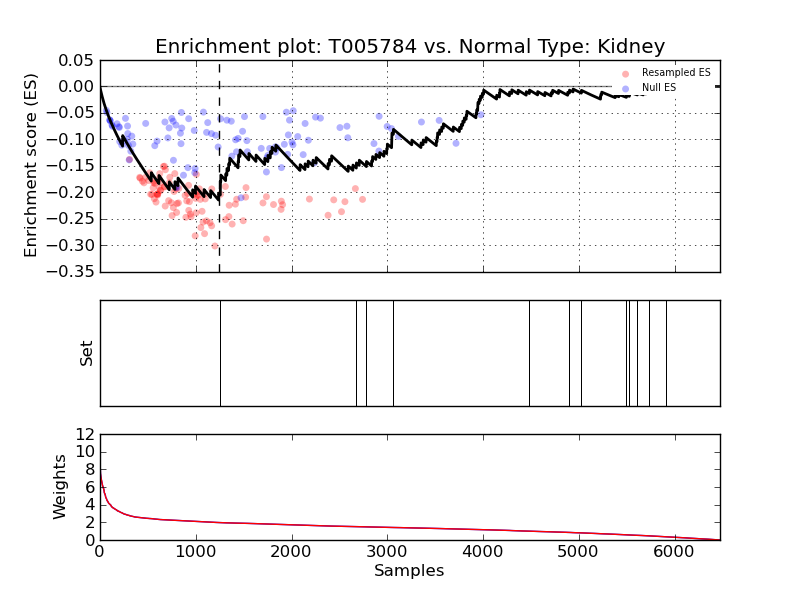 Enrichment plot: T005784 vs. Normal Type: Kidney
Enrichment score (ES)
0.05
0.00
−0.05
−0.10
−0.15
−0.20
−0.25
−0.30
−0.35
Resampled ES
Null ES
Set
Weights
12
10
8
6
4
2
0
0 1000 2000 3000 4000 5000 6000
Samples